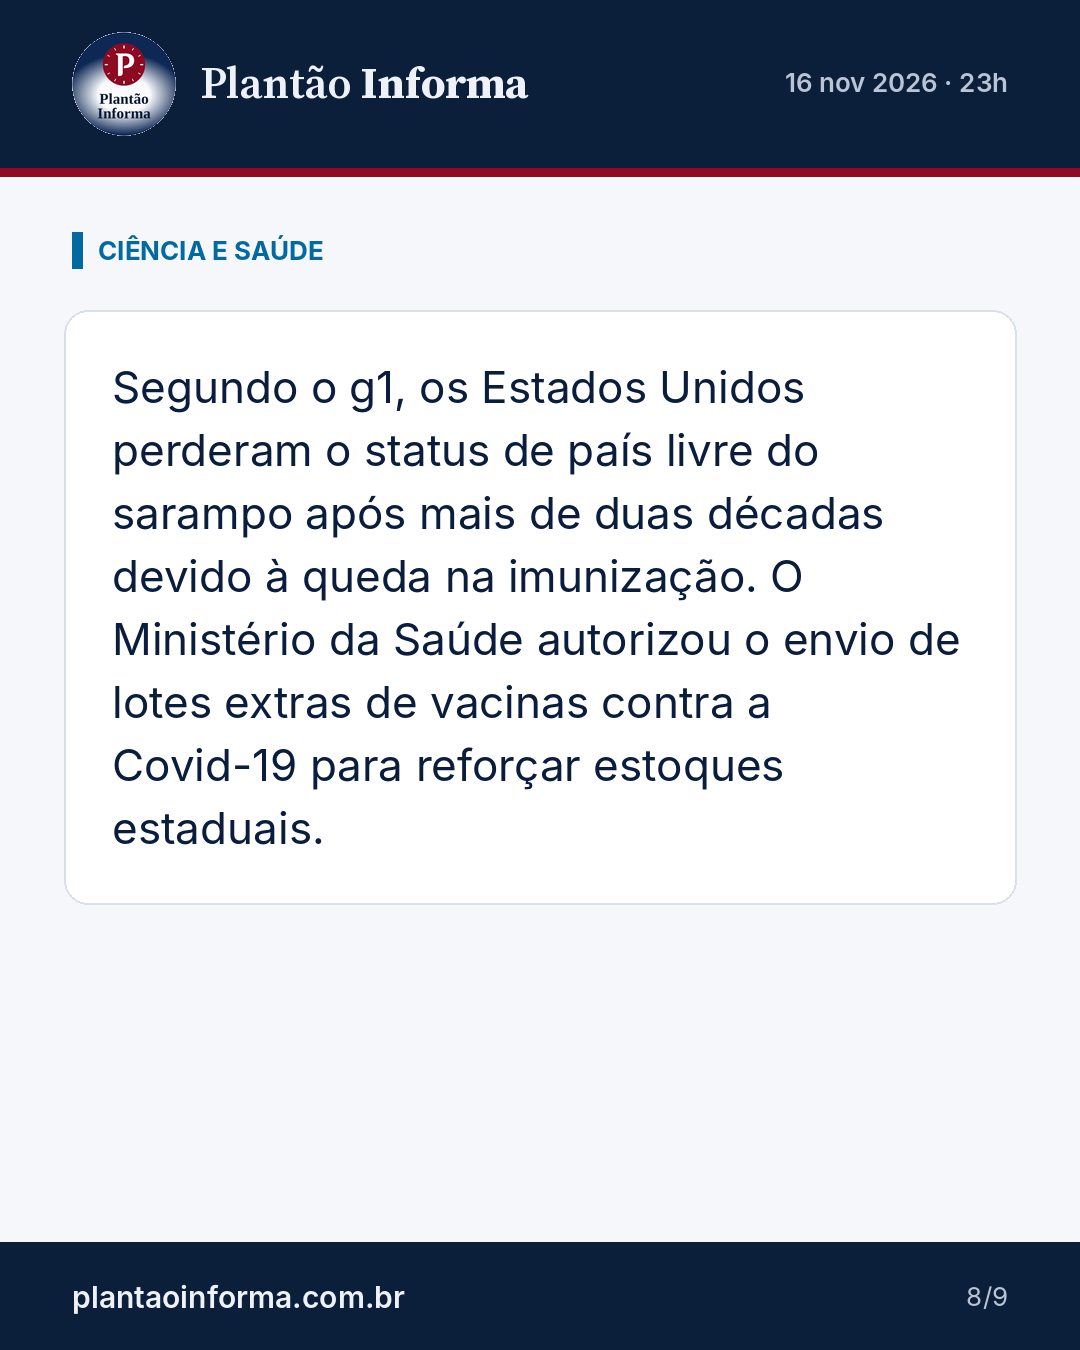 P
Plantão
Informa
Plantão Informa
16 nov 2026 · 23h
CIÊNCIA E SAÚDE
Segundo o g1, os Estados Unidos
perderam o status de país livre do
sarampo após mais de duas décadas
devido à queda na imunização. O
Ministério da Saúde autorizou o envio de
lotes extras de vacinas contra a
Covid-19 para reforçar estoques
estaduais.
plantaoinforma.com.br
8/9